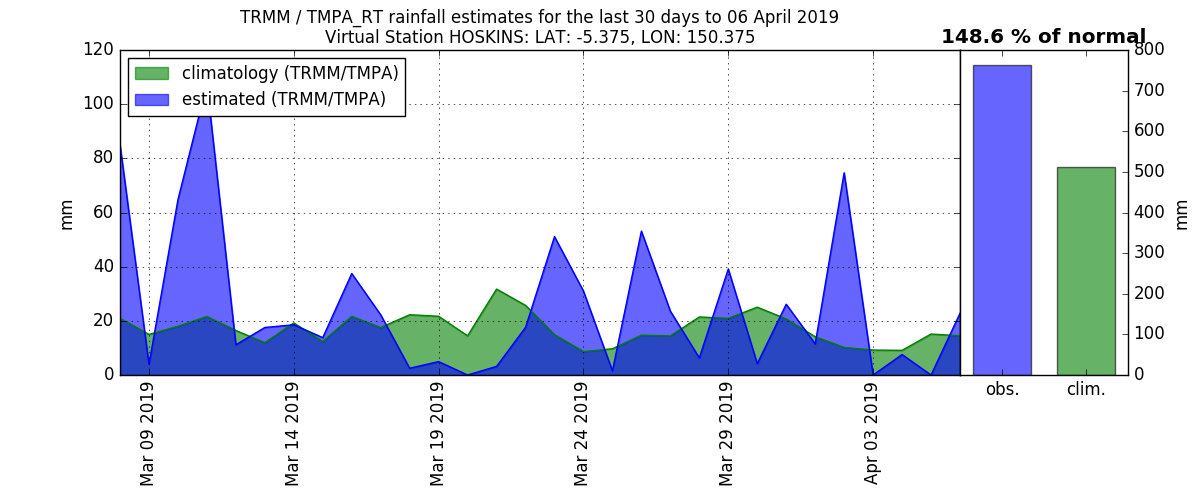 TRMM / TMPA_RT rainfall estimates for the last 30 days to 06 April 2019
Virtual Station HOSKINS: LAT: -5.375, LON: 150.375
148.6 % of normal
climatology (TRMM/TMPA)
estimated (TRMM/TMPA)
120
100
80
60
40
20
0
mm
800
700
600
500
400
300
200
100
0
mm
Mar 09 2019
Mar 14 2019
Mar 19 2019
Mar 24 2019
Mar 29 2019
Apr 03 2019
obs.
clim.